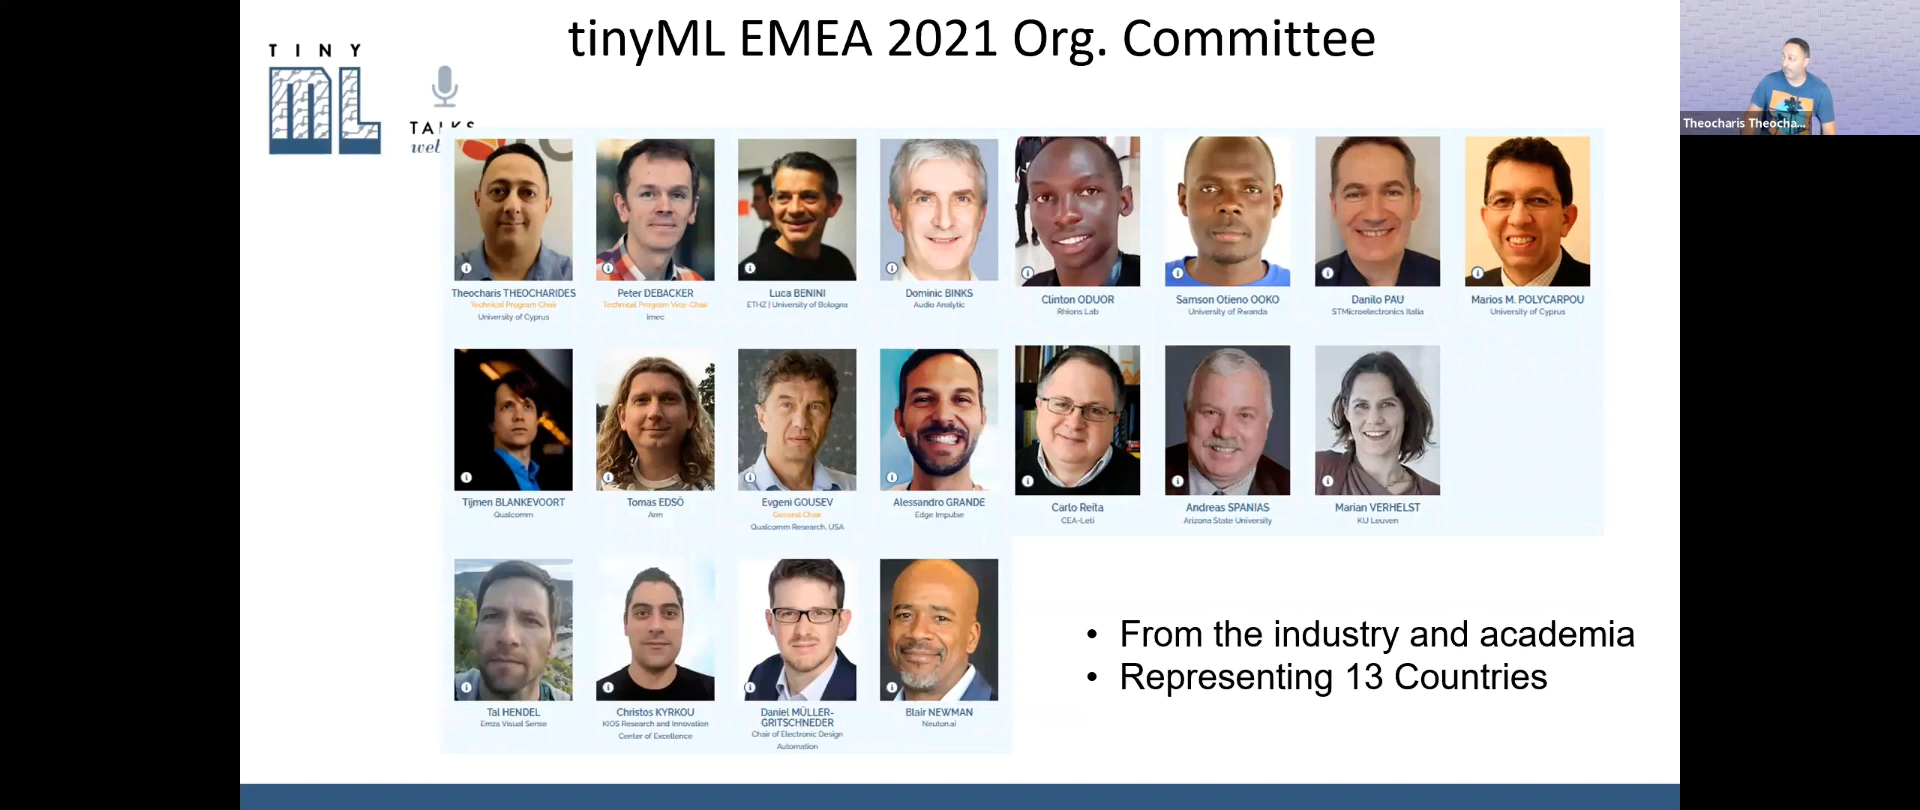 tinyML EMEA 2021 Org. Committee
TINY
ML
TALKS
web
Theocharis Theocha...
Theocharis THEOCHARIDES
Technical Program Chair
University of Cyprus
Peter DEBACKER
Technical Program Vice-Chair
imec
Luca BENINI
ETHZ | University of Bologna
Dominic BINKS
Audio Analytic
Clinton ODUOR
Rhions Lab
Samson Otieno OOKO
University of Rwanda
Danilo PAU
STMicroelectronics Italia
Marios M. POLYCARPOU
University of Cyprus
Tijmen BLANKEVOORT
Qualcomm
Tomas EDSÖ
Arm
Evgeni GOUSEV
General Chair
Qualcomm Research, USA
Alessandro GRANDE
Edge Impulse
Carlo Reita
CEA-Leti
Andreas SPANIAS
Arizona State University
Marian VERHELST
KU Leuven
Tal HENDEL
Emza Visual Sense
Christos KYRKOU
KIOS Research and Innovation
Center of Excellence
Daniel MÜLLER-
GRITSCHNEDER
Chair of Electronic Design
Automation
Blair NEWMAN
Neuton.ai
• From the industry and academia
• Representing 13 Countries